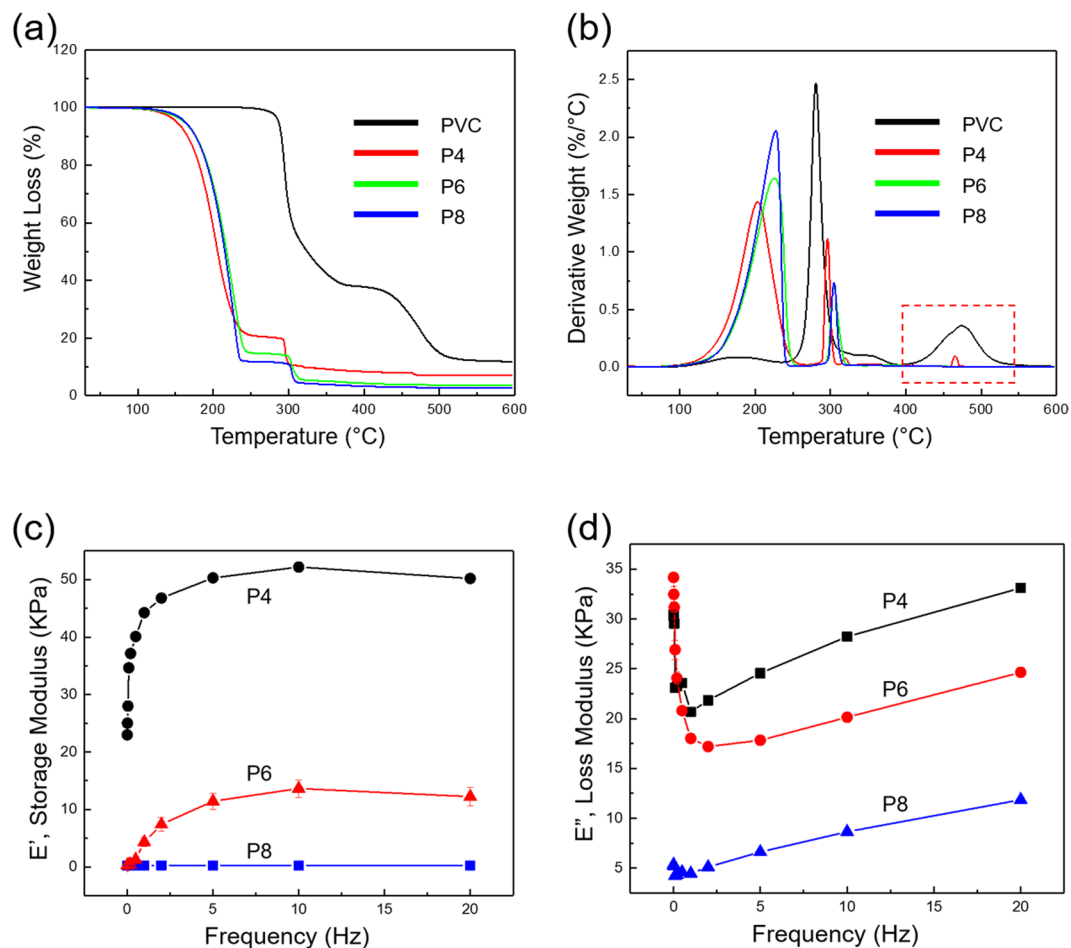 (a)
120
100
80
60
40
20
0
Weight Loss (%)
PVC
P4
P6
P8
100
200
300
400
500
600
Temperature (°C)
(b)
2.5
2.0
1.5
1.0
0.5
0.0
Derivative Weight (%/°C)
PVC
P4
P6
P8
100
200
300
400
500
600
Temperature (°C)
(c)
50
40
30
20
10
0
E’, Storage Modulus (KPa)
P4
P6
P8
0
5
10
15
20
Frequency (Hz)
(d)
35
30
25
20
15
10
5
E”, Loss Modulus (KPa)
P4
P6
P8
0
5
10
15
20
Frequency (Hz)